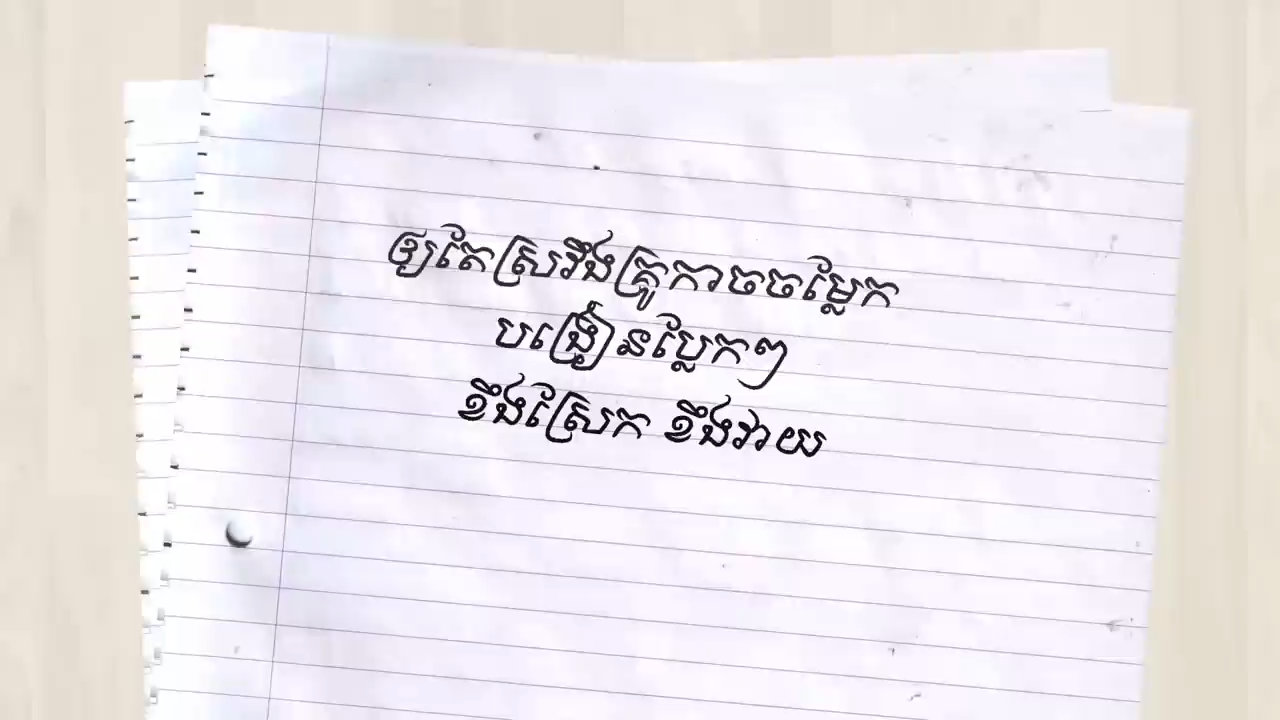 ឲ្យតែស្រវឹងគ្រូកាចចម្លែក
បង្រៀនប្លែកៗ
ខឹងស្រែក ខឹងវាយ